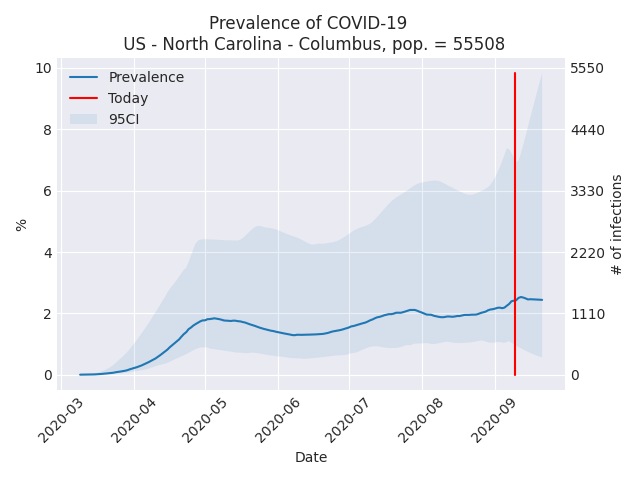 Prevalence of COVID-19
US - North Carolina - Columbus, pop. = 55508
Prevalence
Today
95CI
10
8
6
4
2
0
%
5550
4440
3330
2220
1110
0
# of infections
2020-03
2020-04
2020-05
2020-06
2020-07
2020-08
2020-09
Date